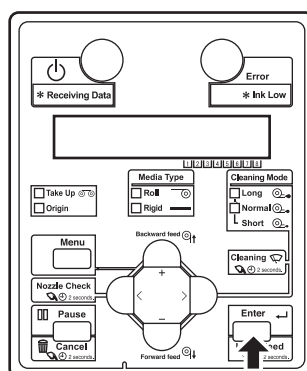 Error
* Receiving Data
* Ink Low
1 2 3 4 5 6 7 8
Take Up
Origin
Media Type
Roll
Rigid
Cleaning Mode
Long
Normal
Short
Menu
Backward feed
Cleaning
2 seconds.
Nozzle Check
2 seconds.
+
< >
−
Pause
Cancel
2 seconds.
Forward feed
Enter
2 seconds.